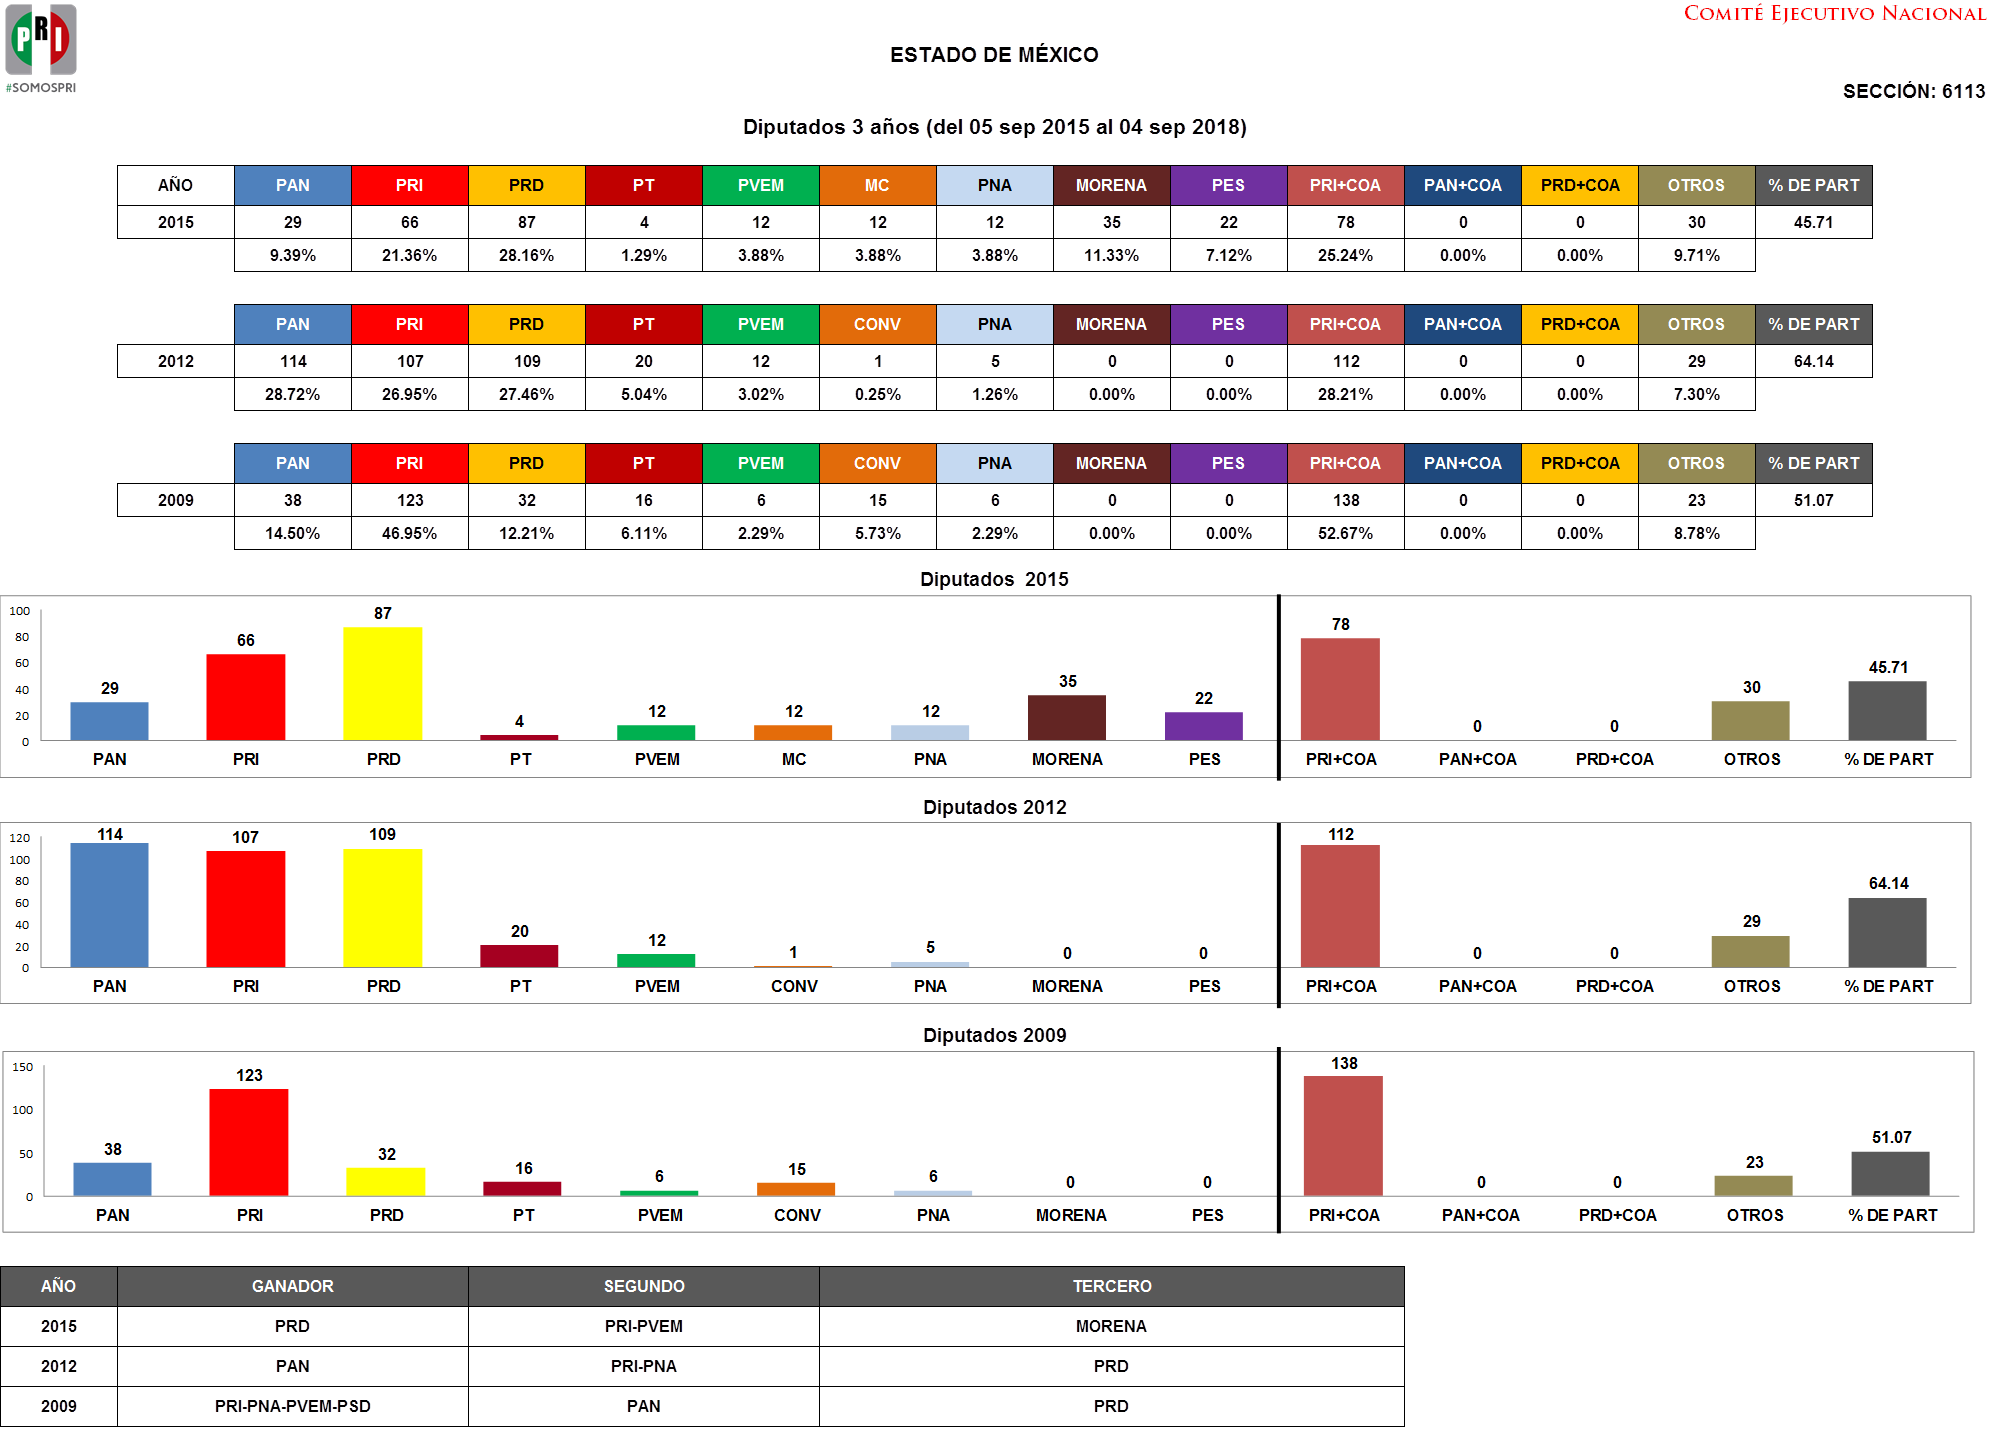 PRI
#SOMOSPRI
COMITÉ EJECUTIVO NACIONAL
ESTADO DE MÉXICO
SECCIÓN: 6113
Diputados 3 años (del 05 sep 2015 al 04 sep 2018)
AÑO PAN PRI PRD PT PVEM MC PNA MORENA PES PRI+COA PAN+COA PRD+COA OTROS % DE PART
2015 29 66 87 4 12 12 12 35 22 78 0 0 30 45.71
9.39% 21.36% 28.16% 1.29% 3.88% 3.88% 3.88% 11.33% 7.12% 25.24% 0.00% 0.00% 9.71%
PAN PRI PRD PT PVEM CONV PNA MORENA PES PRI+COA PAN+COA PRD+COA OTROS % DE PART
2012 114 107 109 20 12 1 5 0 0 112 0 0 29 64.14
28.72% 26.95% 27.46% 5.04% 3.02% 0.25% 1.26% 0.00% 0.00% 28.21% 0.00% 0.00% 7.30%
PAN PRI PRD PT PVEM CONV PNA MORENA PES PRI+COA PAN+COA PRD+COA OTROS % DE PART
2009 38 123 32 16 6 15 6 0 0 138 0 0 23 51.07
14.50% 46.95% 12.21% 6.11% 2.29% 5.73% 2.29% 0.00% 0.00% 52.67% 0.00% 0.00% 8.78%
Diputados 2015
100
80
60
40
20
0
29 66 87 4 12 12 12 35 22 78 0 0 30 45.71
PAN PRI PRD PT PVEM MC PNA MORENA PES PRI+COA PAN+COA PRD+COA OTROS % DE PART
Diputados 2012
120
100
80
60
40
20
0
114 107 109 20 12 1 5 0 0 112 0 0 29 64.14
PAN PRI PRD PT PVEM CONV PNA MORENA PES PRI+COA PAN+COA PRD+COA OTROS % DE PART
Diputados 2009
150
100
50
0
38 123 32 16 6 15 6 0 0 138 0 0 23 51.07
PAN PRI PRD PT PVEM CONV PNA MORENA PES PRI+COA PAN+COA PRD+COA OTROS % DE PART
AÑO GANADOR SEGUNDO TERCERO
2015 PRD PRI-PVEM MORENA
2012 PAN PRI-PNA PRD
2009 PRI-PNA-PVEM-PSD PAN PRD